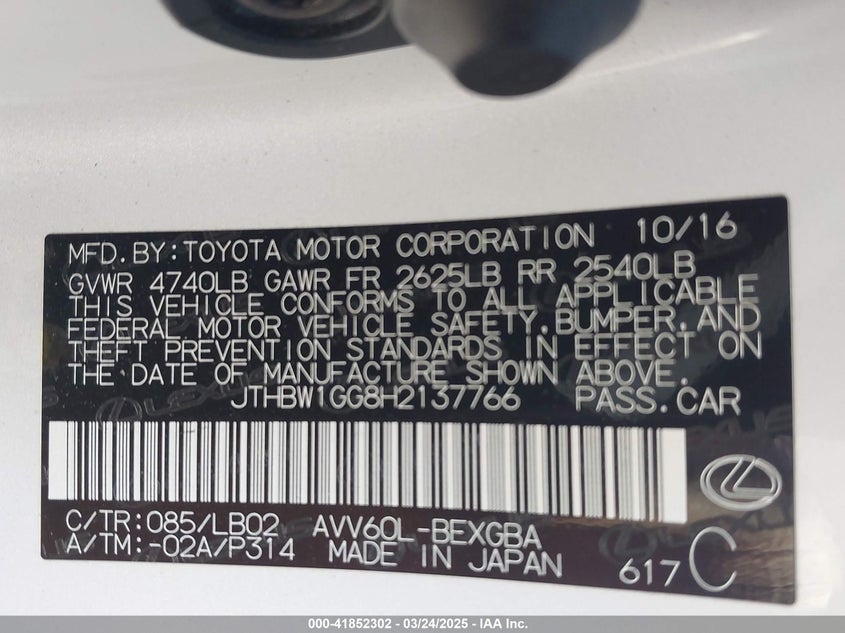 MFD.BY:TOYOTA MOTOR CORPORATION 10/16
GVWR 4740LB GAWR FR 2625LB RR 2540LB
THIS VEHICLE CONFORMS TO ALL APPLICABLE
FEDERAL MOTOR VEHICLE SAFETY,BUMPER,AND
THEFT PREVENTION STANDARDS IN EFFECT ON
THE DATE OF MANUFACTURE SHOWN ABOVE.
JTHBW1GG8H2137766 PASS.CAR
C/TR:085/LB02 AVV60L-BEXGBA
A/TM:-02A/P314 MADE IN JAPAN 617C
000-41852302 - 03/24/2025 - IAA Inc.